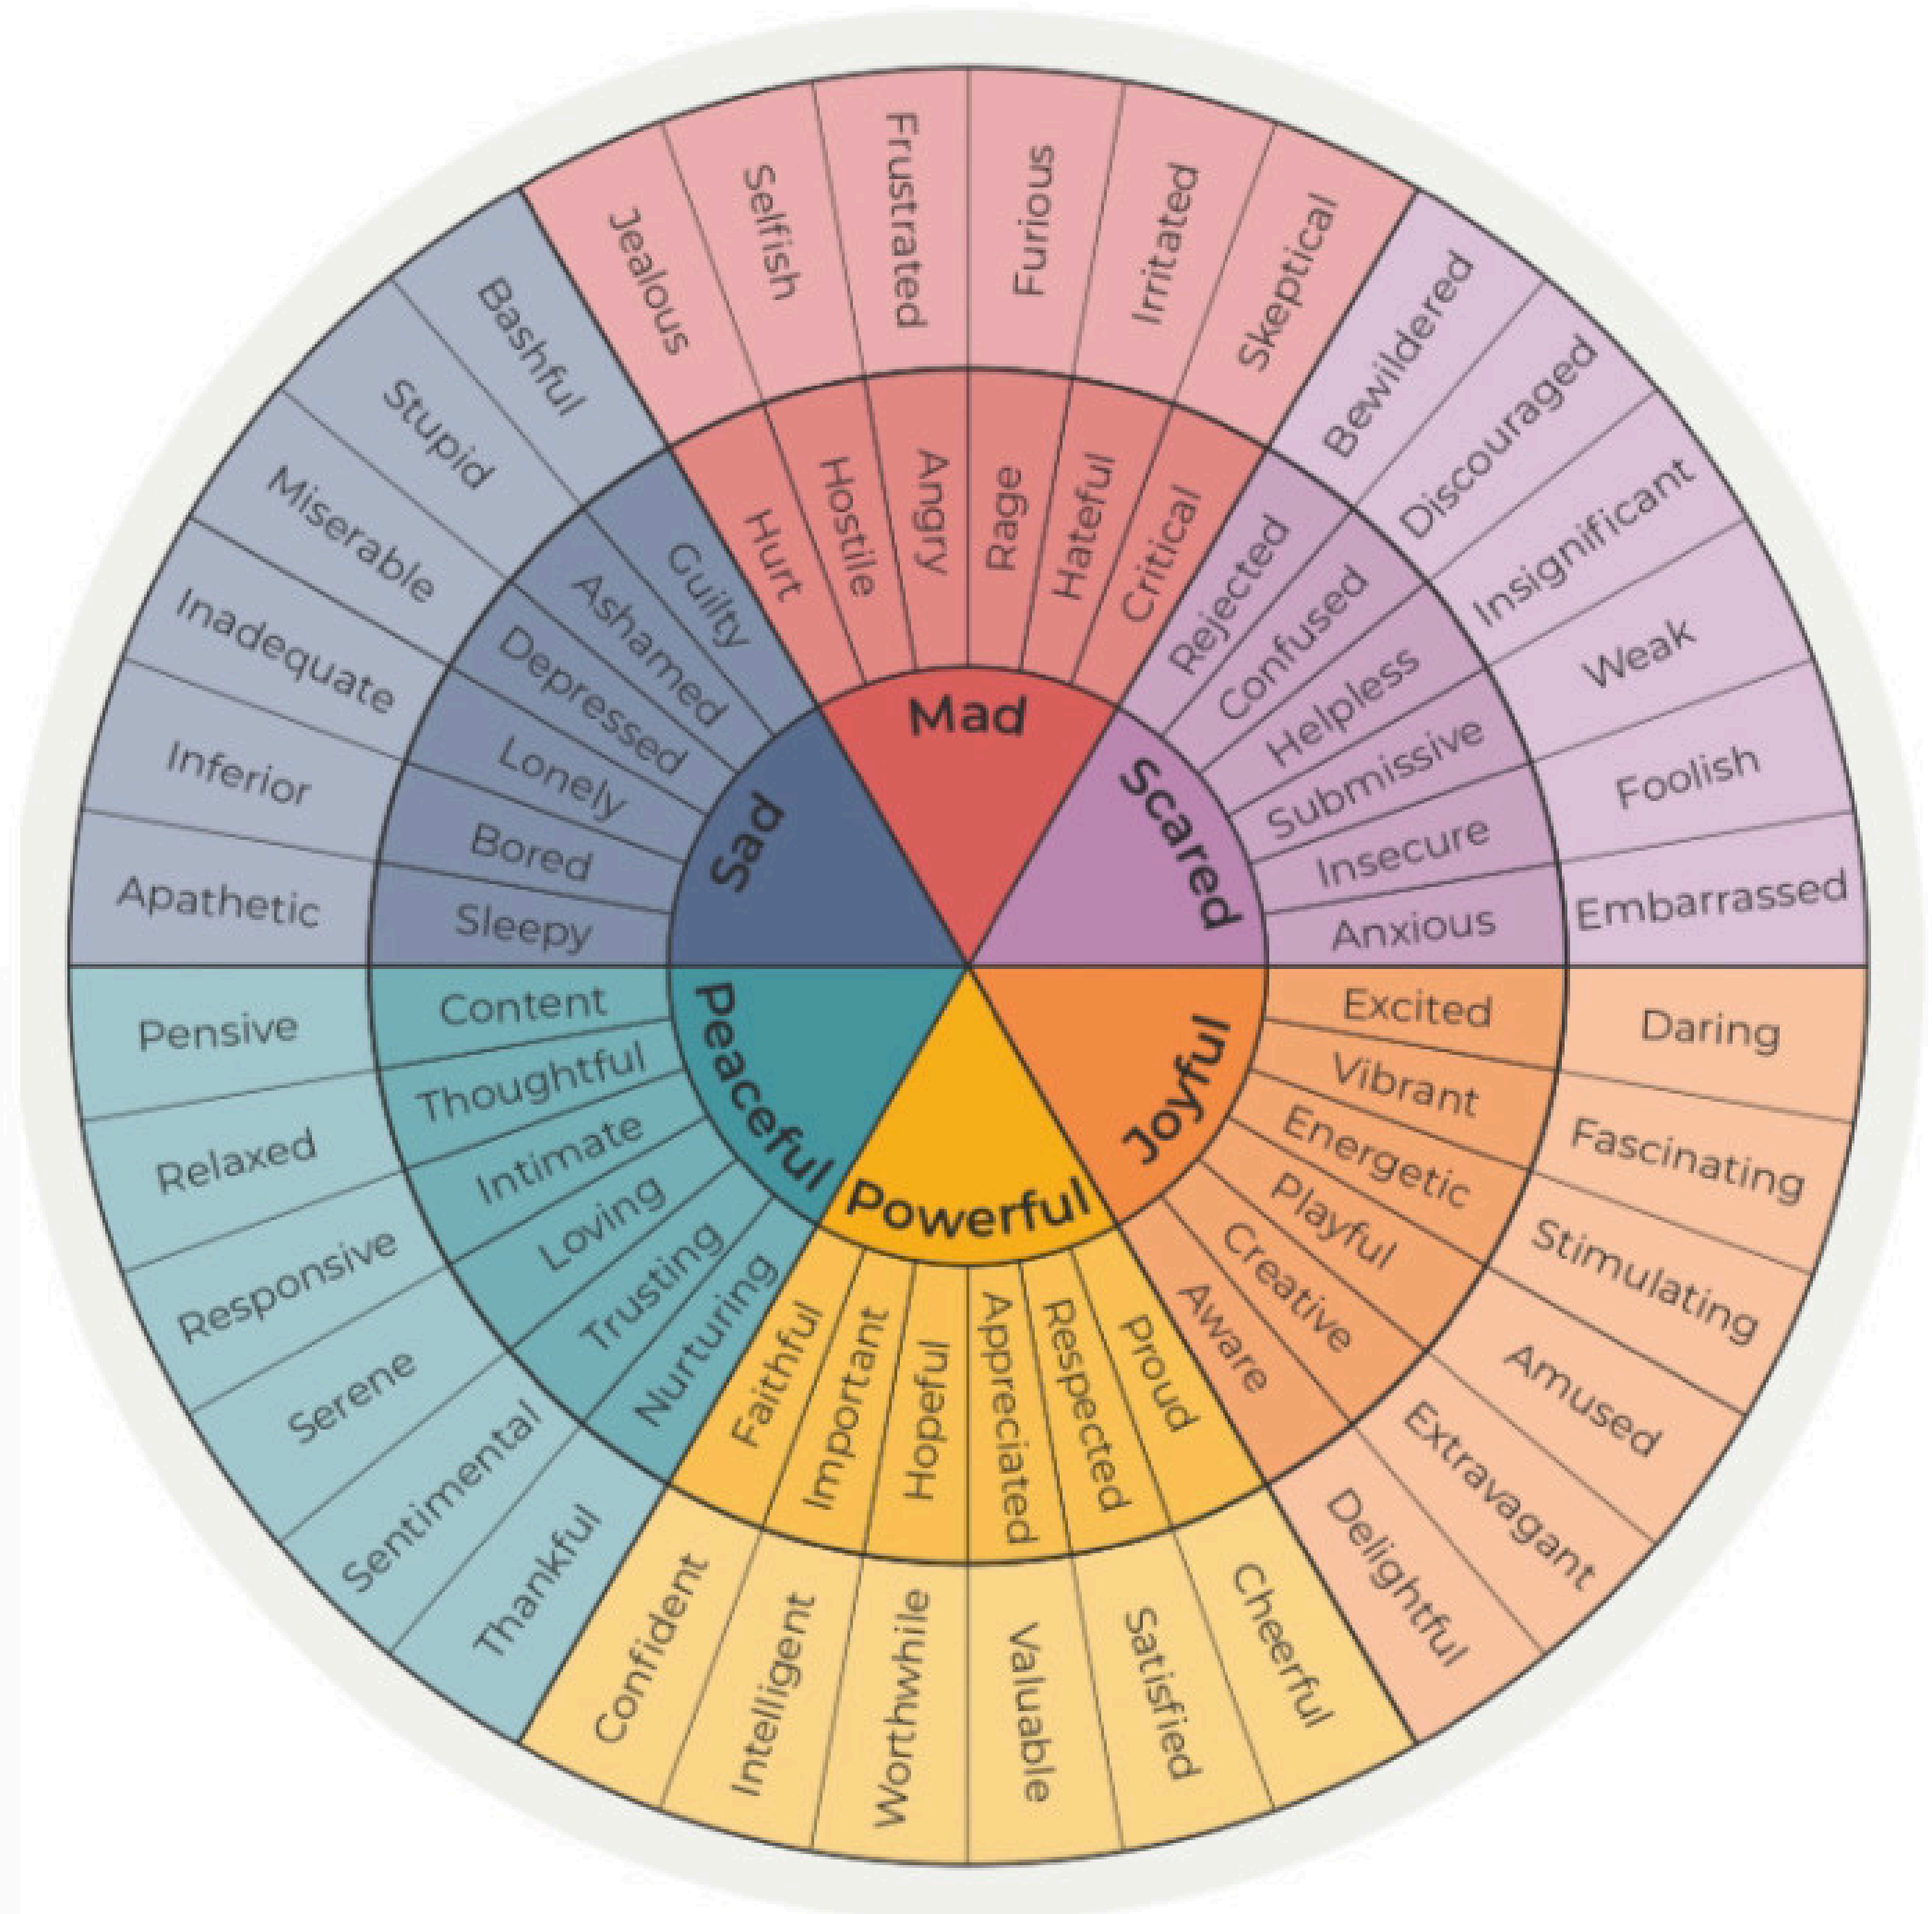 Mad
Scared
Joyful
Powerful
Peaceful
Sad
Hurt
Hostile
Angry
Rage
Hateful
Critical
Rejected
Confused
Helpless
Submissive
Insecure
Anxious
Excited
Vibrant
Energetic
Playful
Creative
Aware
Proud
Respected
Appreciated
Hopeful
Important
Faithful
Nurturing
Trusting
Loving
Intimate
Thoughtful
Content
Sleepy
Bored
Lonely
Depressed
Ashamed
Guilty
Jealous
Selfish
Frustrated
Furious
Irritated
Skeptical
Bewildered
Discouraged
Insignificant
Weak
Foolish
Embarrassed
Daring
Fascinating
Stimulating
Amused
Extravagant
Delightful
Cheerful
Satisfied
Valuable
Worthwhile
Intelligent
Confident
Thankful
Sentimental
Serene
Responsive
Relaxed
Pensive
Apathetic
Inferior
Inadequate
Miserable
Stupid
Bashful